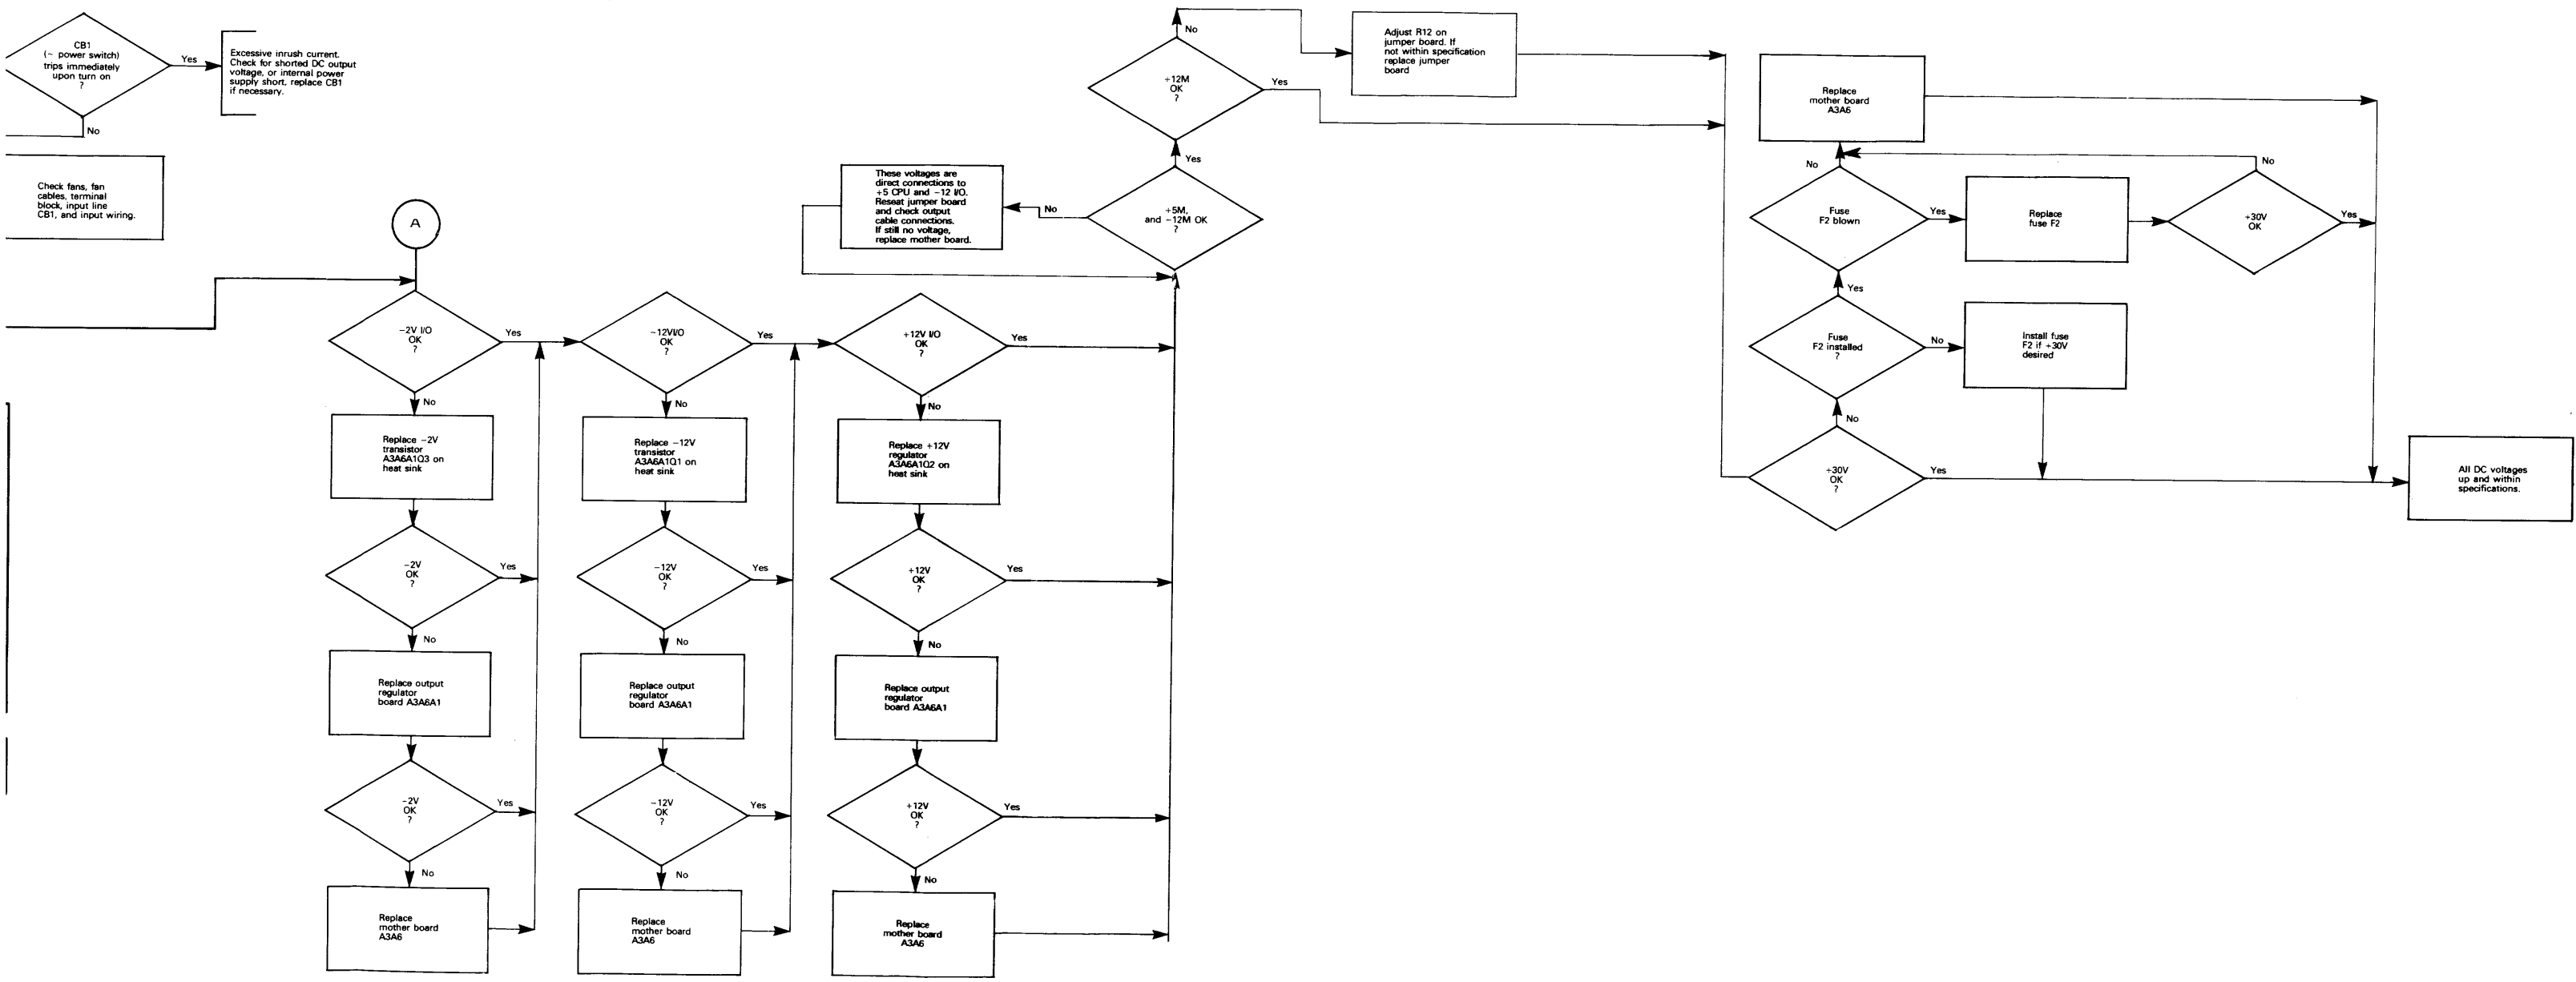 CB1
(~ power switch)
trips immediately
upon turn on
?
Yes
Excessive inrush current.
Check for shorted DC output
voltage, or internal power
supply short, replace CB1
if necessary.
No
Check fans, fan
cables, terminal
block, input line
CB1, and input wiring.
A
-2V I/O
OK
?
Yes
No
Replace -2V
transistor
A3A6A1Q3 on
heat sink
-2V
OK
?
Yes
No
Replace output
regulator
board A3A6A1
-2V
OK
?
Yes
No
Replace
mother board
A3A6
-12VI/O
OK
?
Yes
No
Replace -12V
transistor
A3A6A1Q1 on
heat sink
-12V
OK
?
Yes
No
Replace output
regulator
board A3A6A1
-12V
OK
?
Yes
No
Replace
mother board
A3A6
+12V I/O
OK
?
Yes
No
Replace +12V
regulator
A3A6A1Q2 on
heat sink
+12V
OK
?
Yes
No
Replace output
regulator
board A3A6A1
+12V
OK
?
Yes
No
Replace
mother board
A3A6
These voltages are
direct connections to
+5 CPU and -12 I/O.
Reseat jumper board
and check output
cable connections.
If still no voltage,
replace mother board.
No
+5M,
and -12M OK
?
Yes
+12M
OK
?
No
Yes
Adjust R12 on
jumper board. If
not within specification
replace jumper
board
Replace
mother board
A3A6
No
Fuse
F2 blown
Yes
Replace
fuse F2
+30V
OK
No
Yes
Yes
Fuse
F2 installed
?
No
Install fuse
F2 if +30V
desired
No
+30V
OK
?
Yes
All DC voltages
up and within
specifications.